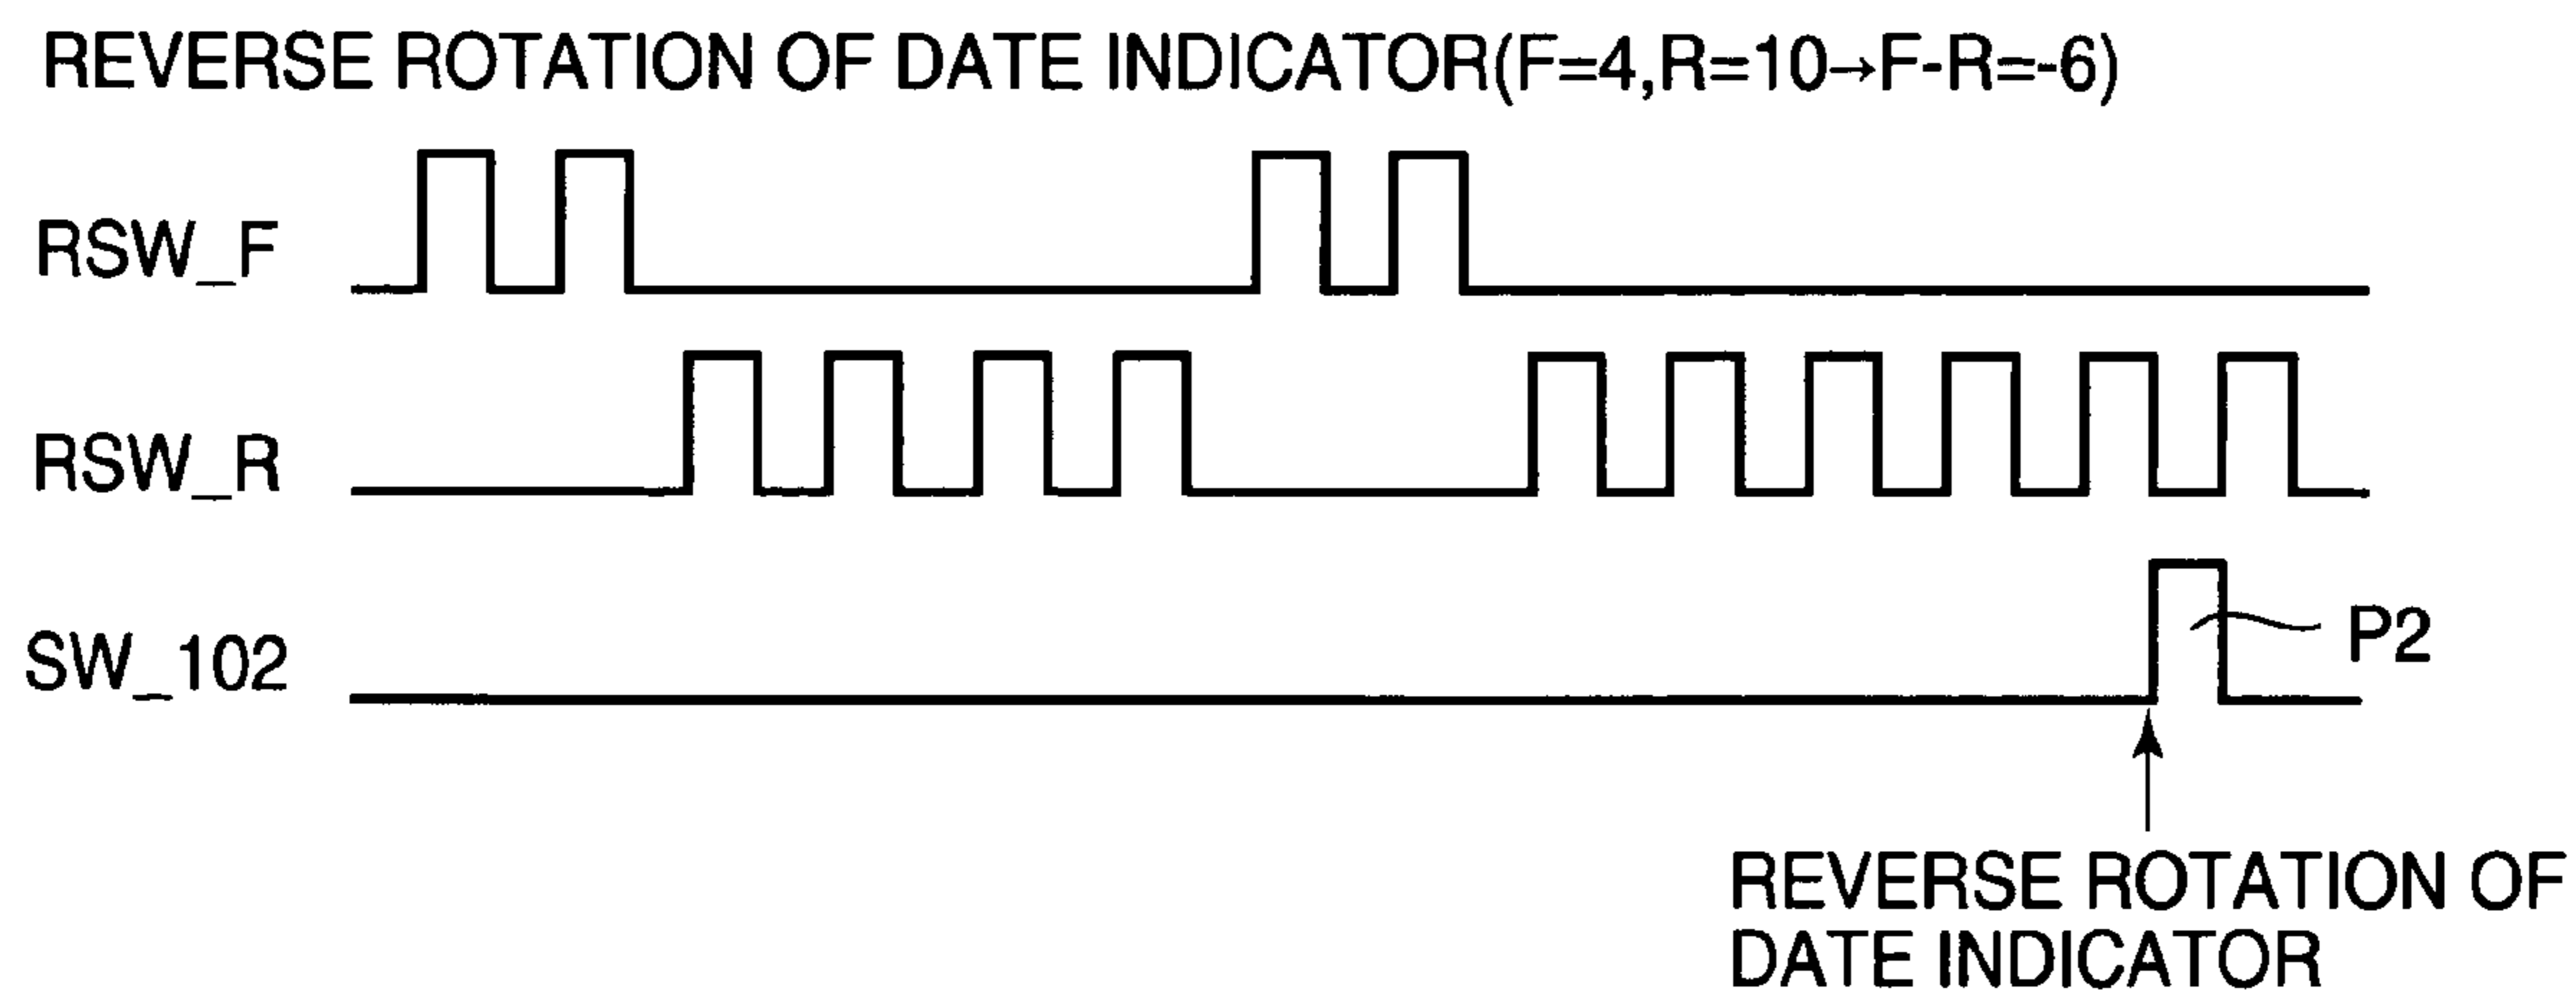 REVERSE ROTATION OF DATE INDICATOR(F=4,R=10→F-R=-6)
RSW_F
RSW_R
SW_102
P2
REVERSE ROTATION OF
DATE INDICATOR